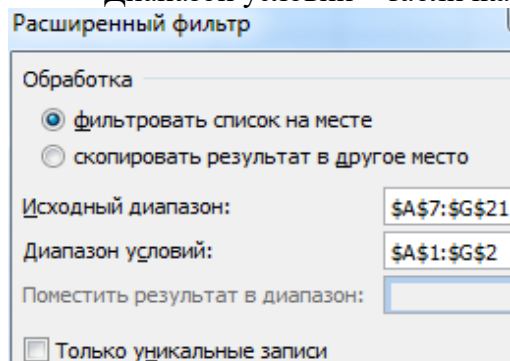 Расширенный фильтр
Обработка
фильтровать список на месте
скопировать результат в другое место
Исходный диапазон: $A$7:$G$21
Диапазон условий: $A$1:$G$2
Поместить результат в диапазон:
Только уникальные записи